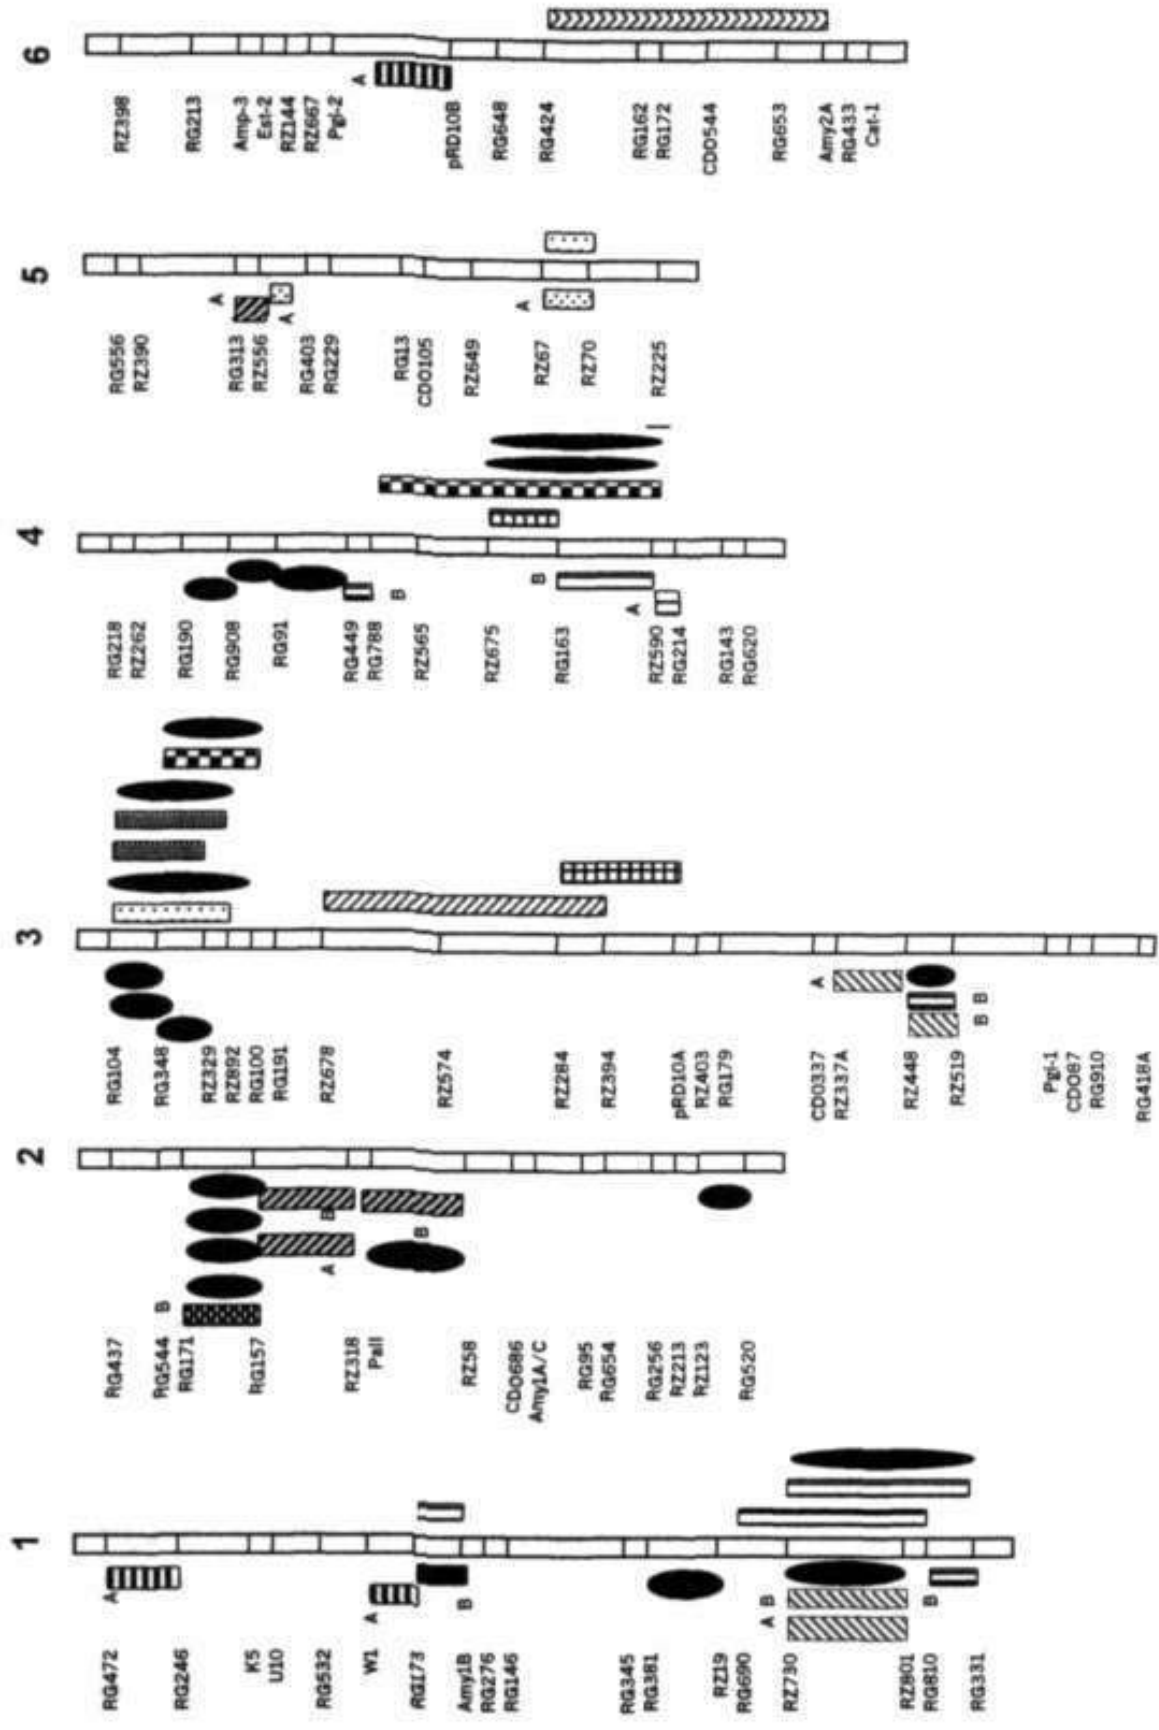 1
RG472
A
RG246
K5
U10
RG532
W1
A
RG173
Amy1B
B
RG276
RG146
RG345
RG381
RZ19
RG690
RZ730
A B
RZ801
RG810
B
RG331
2
RG437
RG544
B
RG171
RG157
RZ318
A
B
Pall
B
RZ58
CDO686
Amy1A/C
RG95
RG654
RG256
RZ213
RZ123
RG520
3
RG104
RG348
RZ329
RZ892
RG100
RG191
RZ678
RZ574
RZ284
RZ394
pRD10A
RZ403
RG179
CDO337
A
RZ337A
RZ448
RZ519
B B
Pgi-1
CDO87
RG910
RG418A
4
RG218
RZ262
RG190
RG908
RG91
RG449
RG788
B
RZ565
RZ675
RG163
B
A
RZ590
RG214
RG143
RG620
5
RG556
RZ390
A
RG313
RZ556
A
RG403
RG229
RG13
CDO105
RZ649
A
RZ67
RZ70
RZ225
6
RZ398
RG213
Amp-3
Est-2
RZ144
RZ667
Pgi-2
A
pRD10B
RG648
RG424
RG162
RG172
CDO544
RG653
Amy2A
RG433
Cat-1